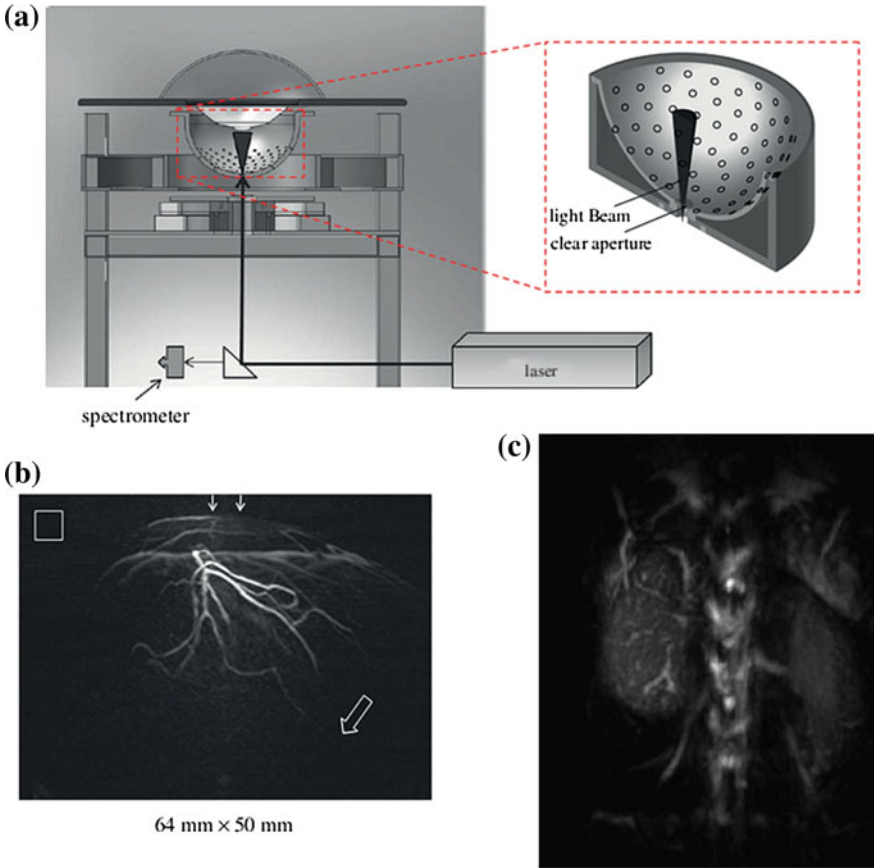 (a)
light Beam
clear aperture
laser
spectrometer
(b)
64 mm × 50 mm
(c)